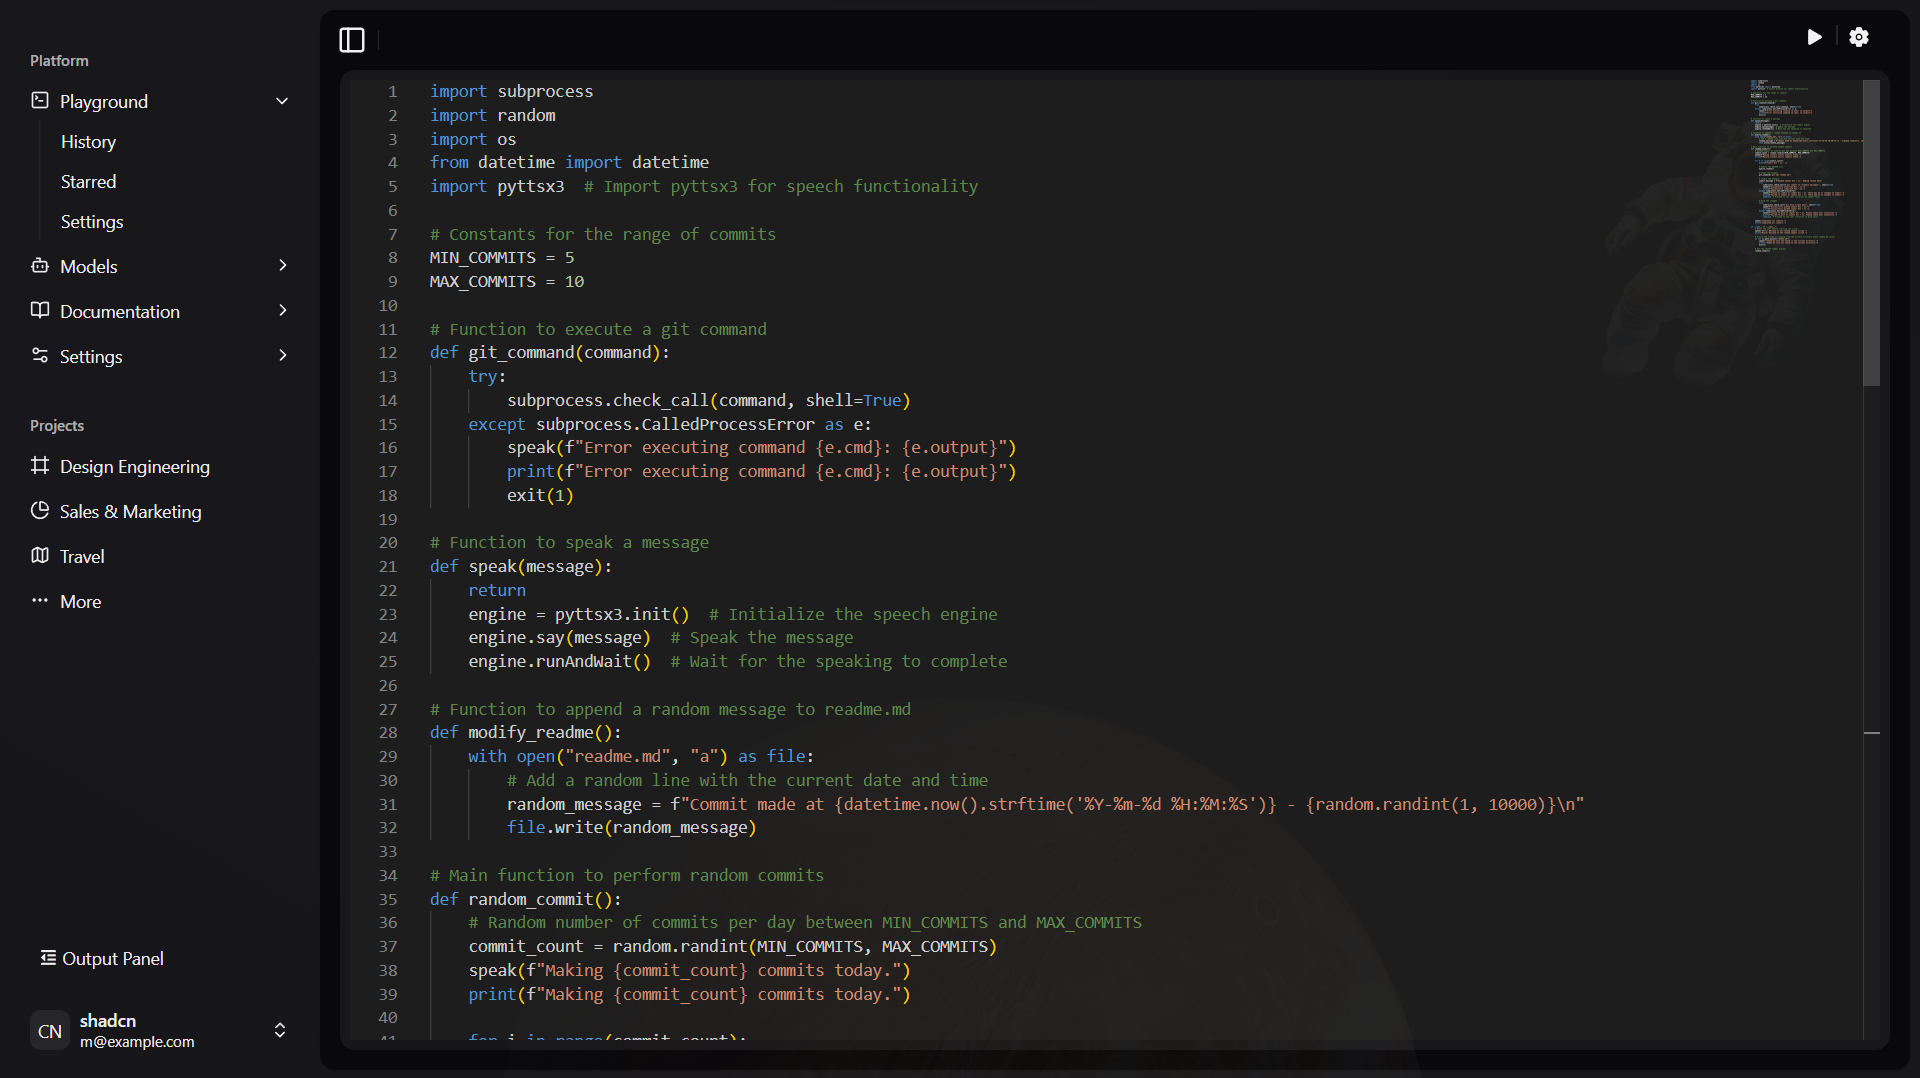 Platform
Playground
History
Starred
Settings
Models
Documentation
Settings
Projects
Design Engineering
Sales & Marketing
Travel
More
Output Panel
CN
shadcn
m@example.com
1 import subprocess
2 import random
3 import os
4 from datetime import datetime
5 import pyttsx3  # Import pyttsx3 for speech functionality
6
7 # Constants for the range of commits
8 MIN_COMMITS = 5
9 MAX_COMMITS = 10
10
11 # Function to execute a git command
12 def git_command(command):
13     try:
14         subprocess.check_call(command, shell=True)
15     except subprocess.CalledProcessError as e:
16         speak(f"Error executing command {e.cmd}: {e.output}")
17         print(f"Error executing command {e.cmd}: {e.output}")
18         exit(1)
19
20 # Function to speak a message
21 def speak(message):
22     return
23     engine = pyttsx3.init()  # Initialize the speech engine
24     engine.say(message)  # Speak the message
25     engine.runAndWait()  # Wait for the speaking to complete
26
27 # Function to append a random message to readme.md
28 def modify_readme():
29     with open("readme.md", "a") as file:
30         # Add a random line with the current date and time
31         random_message = f"Commit made at {datetime.now().strftime('%Y-%m-%d %H:%M:%S')} - {random.randint(1, 10000)}\n"
32         file.write(random_message)
33
34 # Main function to perform random commits
35 def random_commit():
36     # Random number of commits per day between MIN_COMMITS and MAX_COMMITS
37     commit_count = random.randint(MIN_COMMITS, MAX_COMMITS)
38     speak(f"Making {commit_count} commits today.")
39     print(f"Making {commit_count} commits today.")
40
41     for i in range(commit_count):